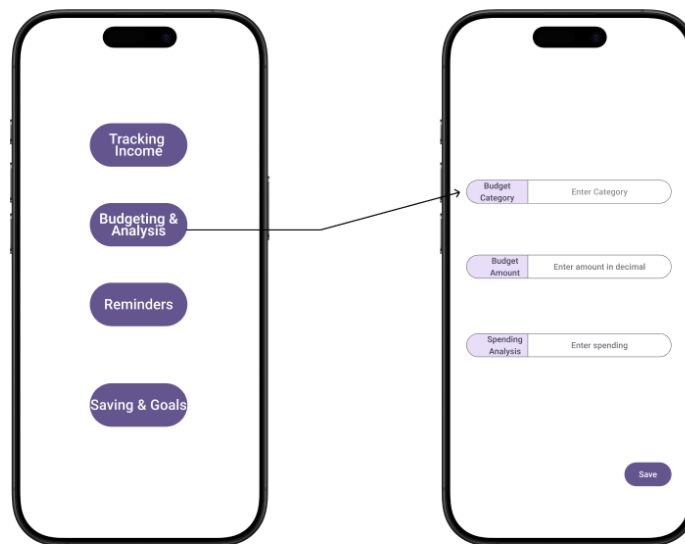 Tracking
Income
Budgeting &
Analysis
Reminders
Saving & Goals
Budget
Category
Enter Category
Budget
Amount
Enter amount in decimal
Spending
Analysis
Enter spending
Save